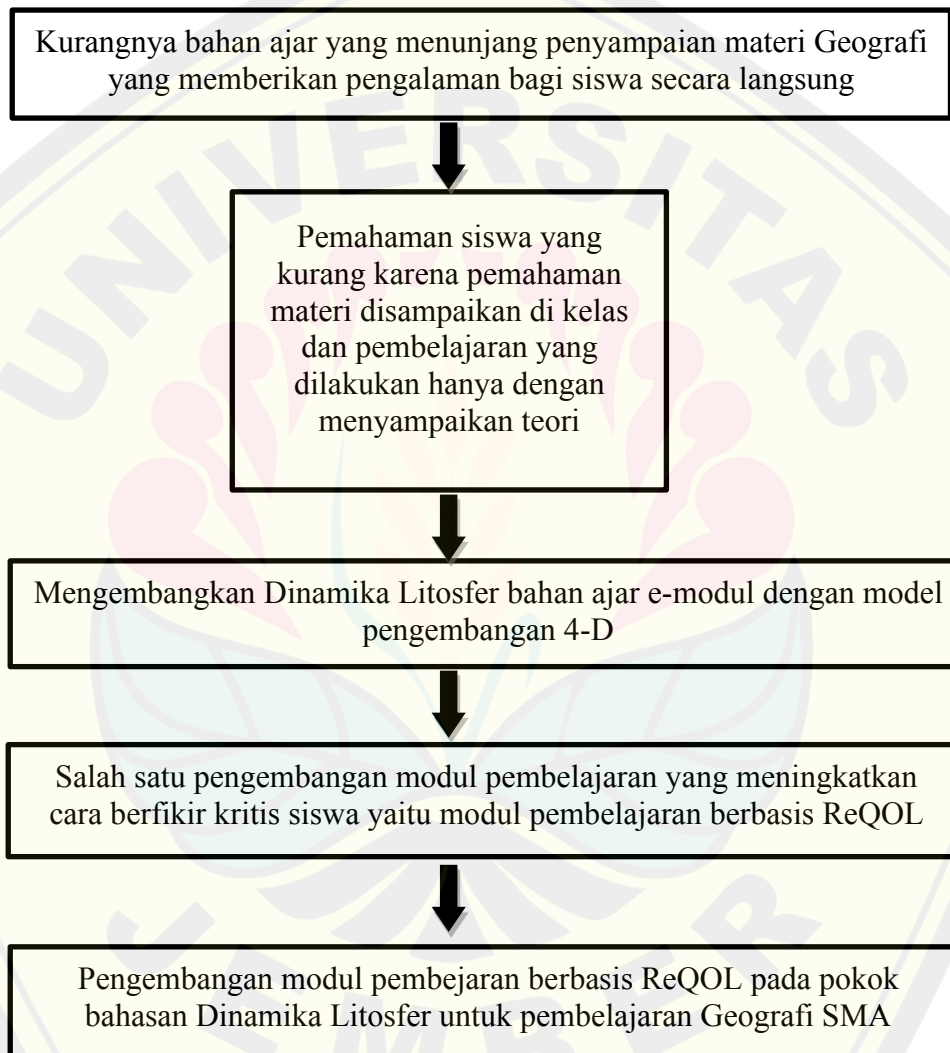 Kurangnya bahan ajar yang menunjang penyampaian materi Geografi
yang memberikan pengalaman bagi siswa secara langsung
Pemahaman siswa yang
kurang karena pemahaman
materi disampaikan di kelas
dan pembelajaran yang
dilakukan hanya dengan
menyampaikan teori
Mengembangkan Dinamika Litosfer bahan ajar e-modul dengan model
pengembangan 4-D
Salah satu pengembangan modul pembelajaran yang meningkatkan
cara berfikir kritis siswa yaitu modul pembelajaran berbasis ReQOL
Pengembangan modul pembejaran berbasis ReQOL pada pokok
bahasan Dinamika Litosfer untuk pembelajaran Geografi SMA
UNIVERSITAS
JEMBER